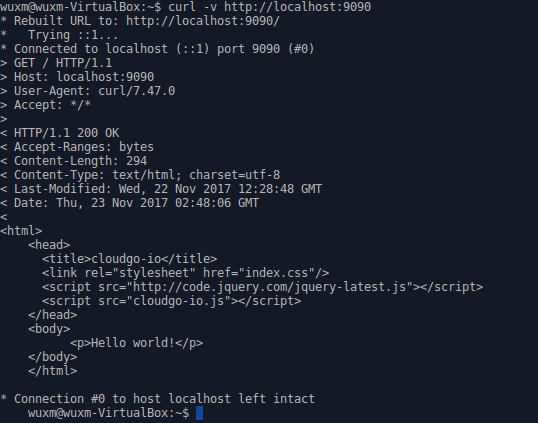 wuxm@wuxm-VirtualBox:~$ curl -v http://localhost:9090
* Rebuilt URL to: http://localhost:9090/
*   Trying ::1...
* Connected to localhost (::1) port 9090 (#0)
> GET / HTTP/1.1
> Host: localhost:9090
> User-Agent: curl/7.47.0
> Accept: */*
>
< HTTP/1.1 200 OK
< Accept-Ranges: bytes
< Content-Length: 294
< Content-Type: text/html; charset=utf-8
< Last-Modified: Wed, 22 Nov 2017 12:28:48 GMT
< Date: Thu, 23 Nov 2017 02:48:06 GMT
<
<html>
    <head>
      <title>cloudgo-io</title>
      <link rel="stylesheet" href="index.css"/>
      <script src="http://code.jquery.com/jquery-latest.js"></script>
      <script src="cloudgo-io.js"></script>
    </head>
    <body>
          <p>Hello world!</p>
    </body>
    </html>
* Connection #0 to host localhost left intact
    wuxm@wuxm-VirtualBox:~$